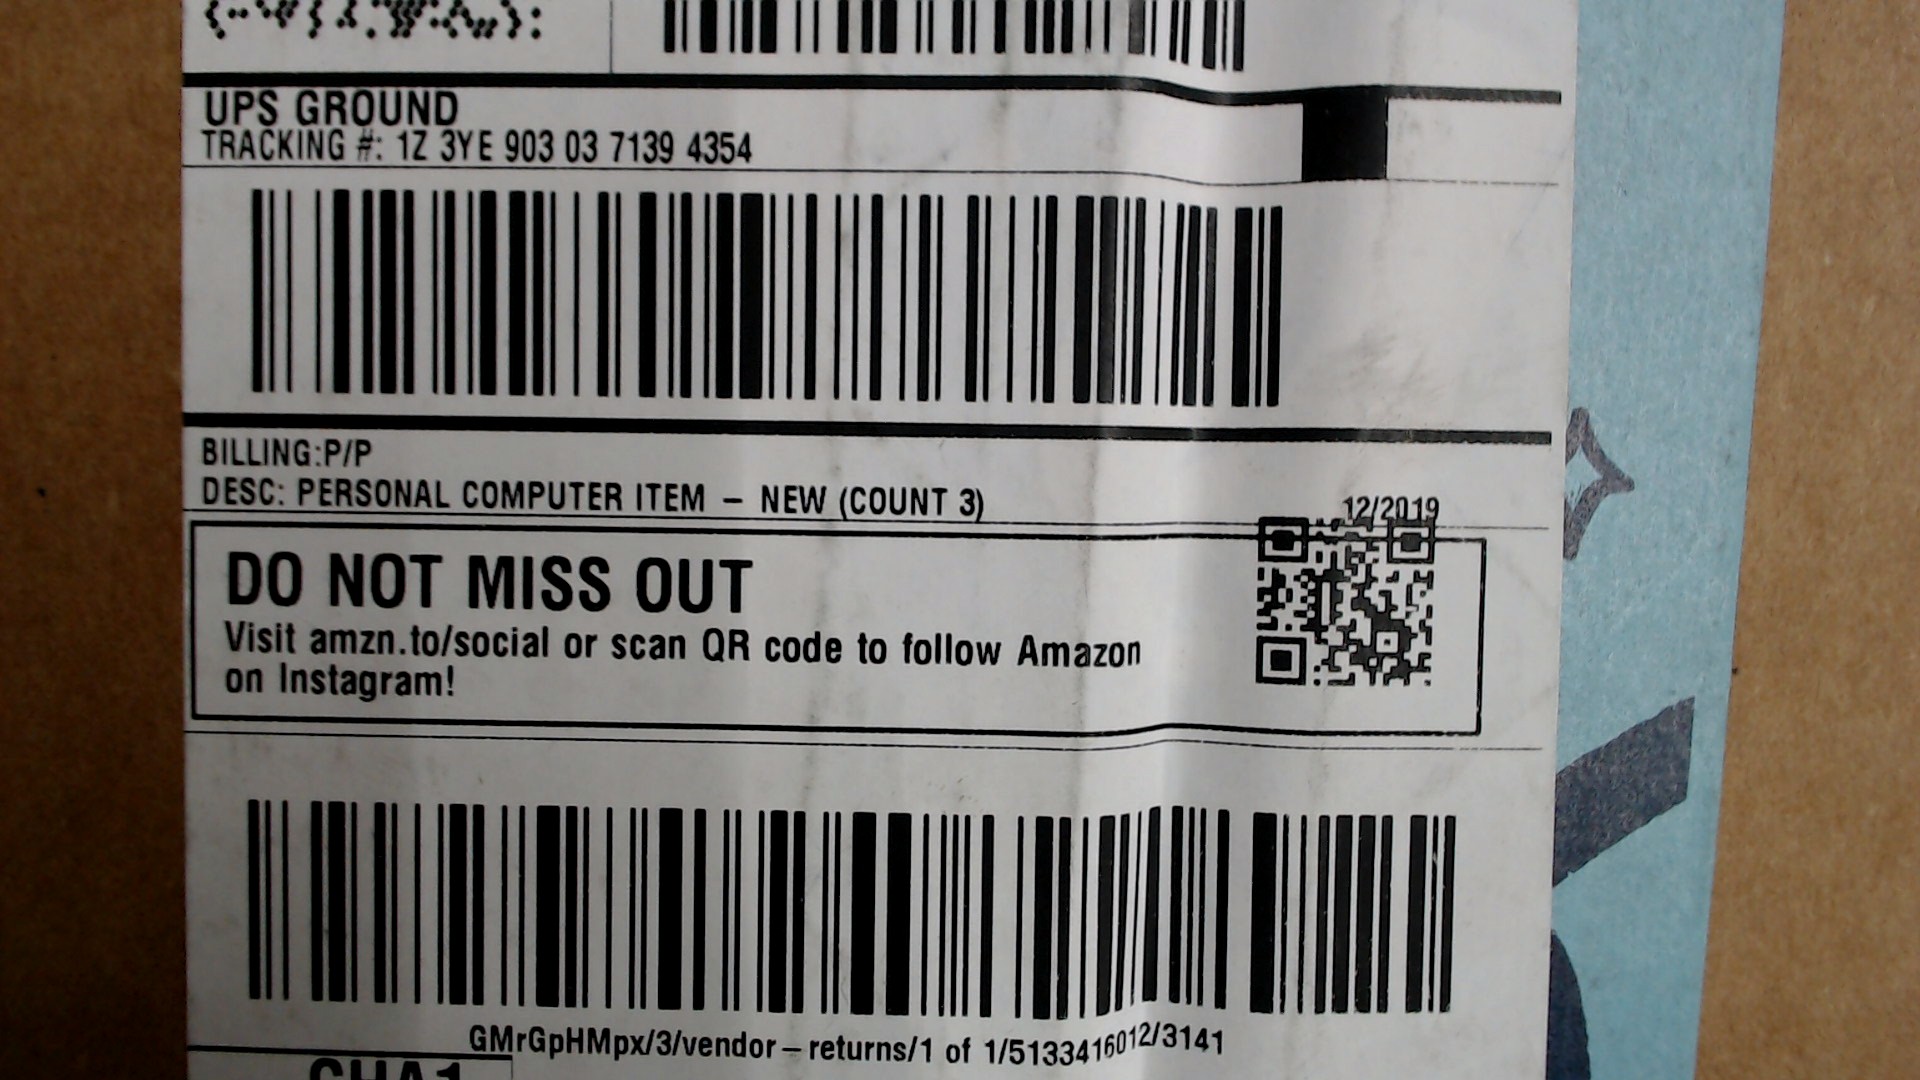 UPS GROUND
TRACKING #: 1Z 3YE 903 03 7139 4354
BILLING:P/P
DESC: PERSONAL COMPUTER ITEM – NEW (COUNT 3)
12/2019
DO NOT MISS OUT
Visit amzn.to/social or scan QR code to follow Amazon
on Instagram!
GMrGpHMpx/3/vendor–returns/1 of 1/5133416012/3141
CHA1